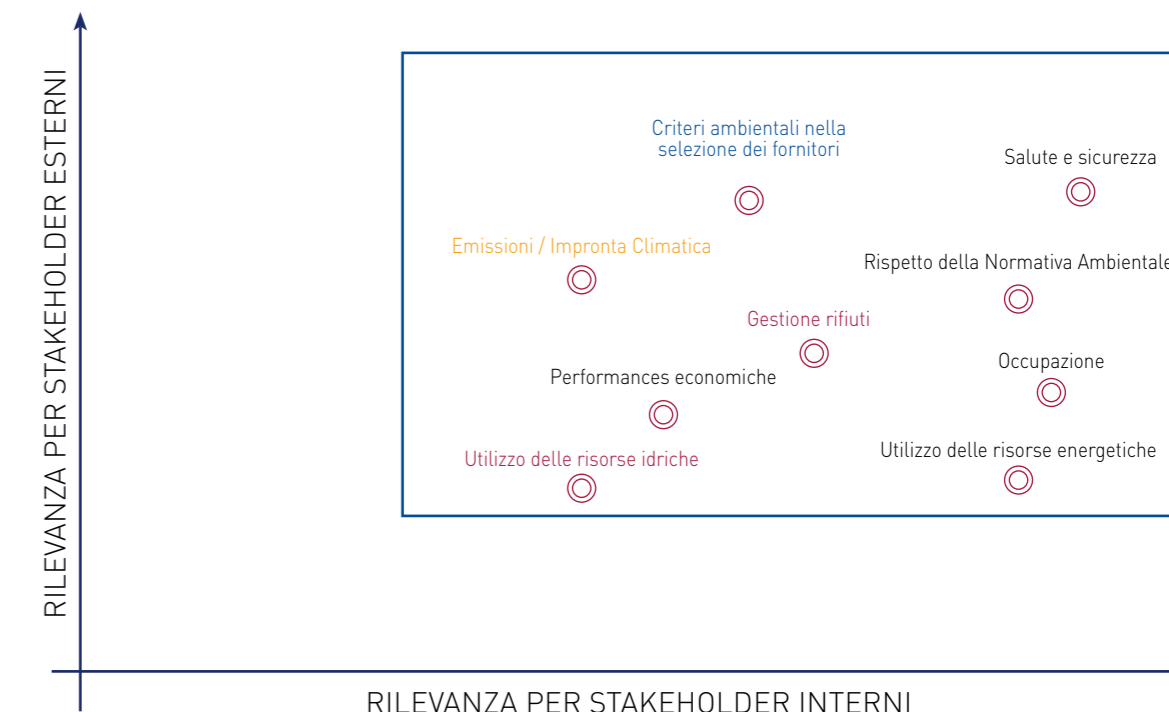 RILEVANZA PER STAKEHOLDER ESTERNI
Criteri ambientali nella
selezione dei fornitori
Salute e sicurezza
Emissioni / Impronta Climatica
Rispetto della Normativa Ambientale
Gestione rifiuti
Occupazione
Performances economiche
Utilizzo delle risorse energetiche
Utilizzo delle risorse idriche
RILEVANZA PER STAKEHOLDER INTERNI